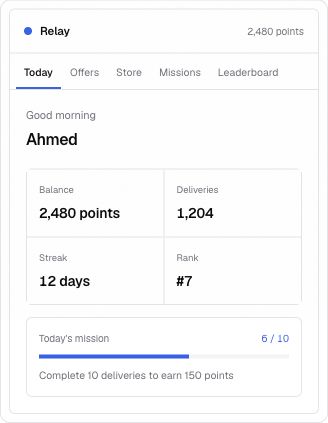 Relay 2,480 points
Today Offers Store Missions Leaderboard
Good morning
Ahmed
Balance Deliveries
2,480 points 1,204
Streak Rank
12 days #7
Today's mission 6 / 10
Complete 10 deliveries to earn 150 points